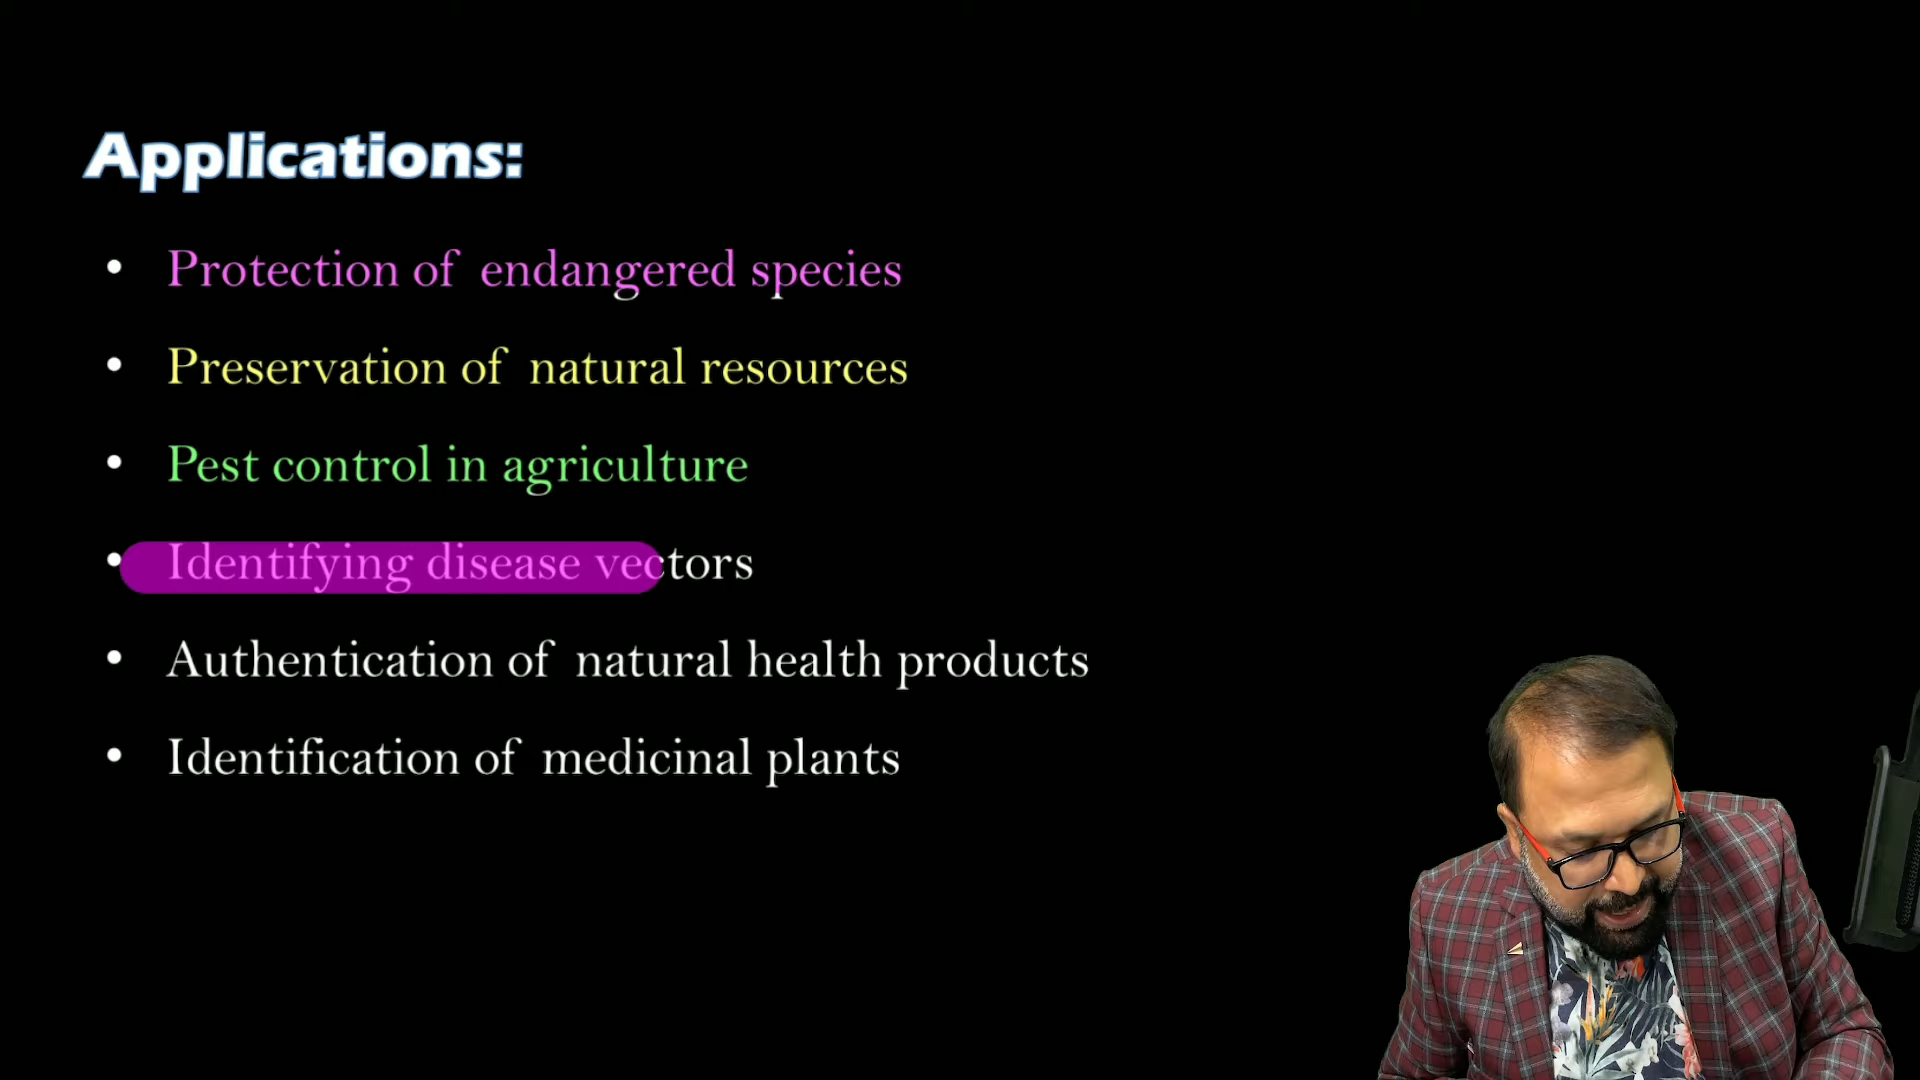 Applications:
• Protection of endangered species
• Preservation of natural resources
• Pest control in agriculture
• Identifying disease vectors
• Authentication of natural health products
• Identification of medicinal plants